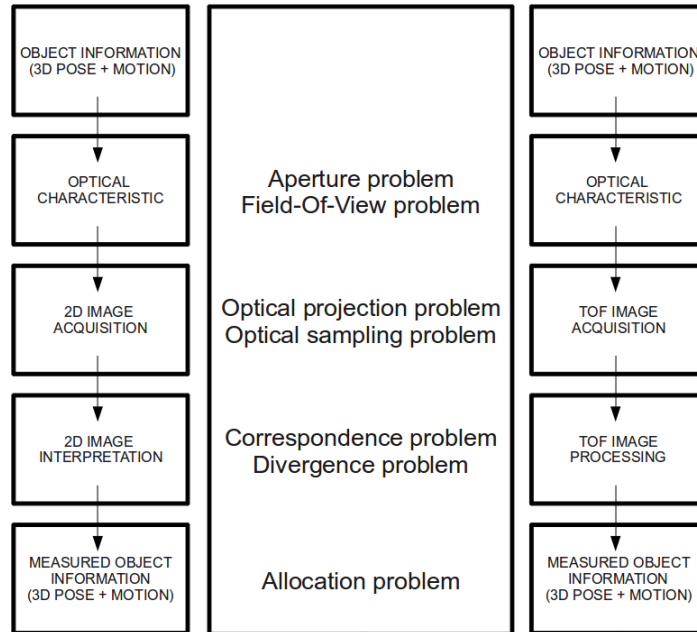 OBJECT INFORMATION
(3D POSE + MOTION)
OPTICAL
CHARACTERISTIC
2D IMAGE
ACQUISITION
2D IMAGE
INTERPRETATION
MEASURED OBJECT
INFORMATION
(3D POSE + MOTION)
Aperture problem
Field-Of-View problem
Optical projection problem
Optical sampling problem
Correspondence problem
Divergence problem
Allocation problem
OBJECT INFORMATION
(3D POSE + MOTION)
OPTICAL
CHARACTERISTIC
TOF IMAGE
ACQUISITION
TOF IMAGE
PROCESSING
MEASURED OBJECT
INFORMATION
(3D POSE + MOTION)